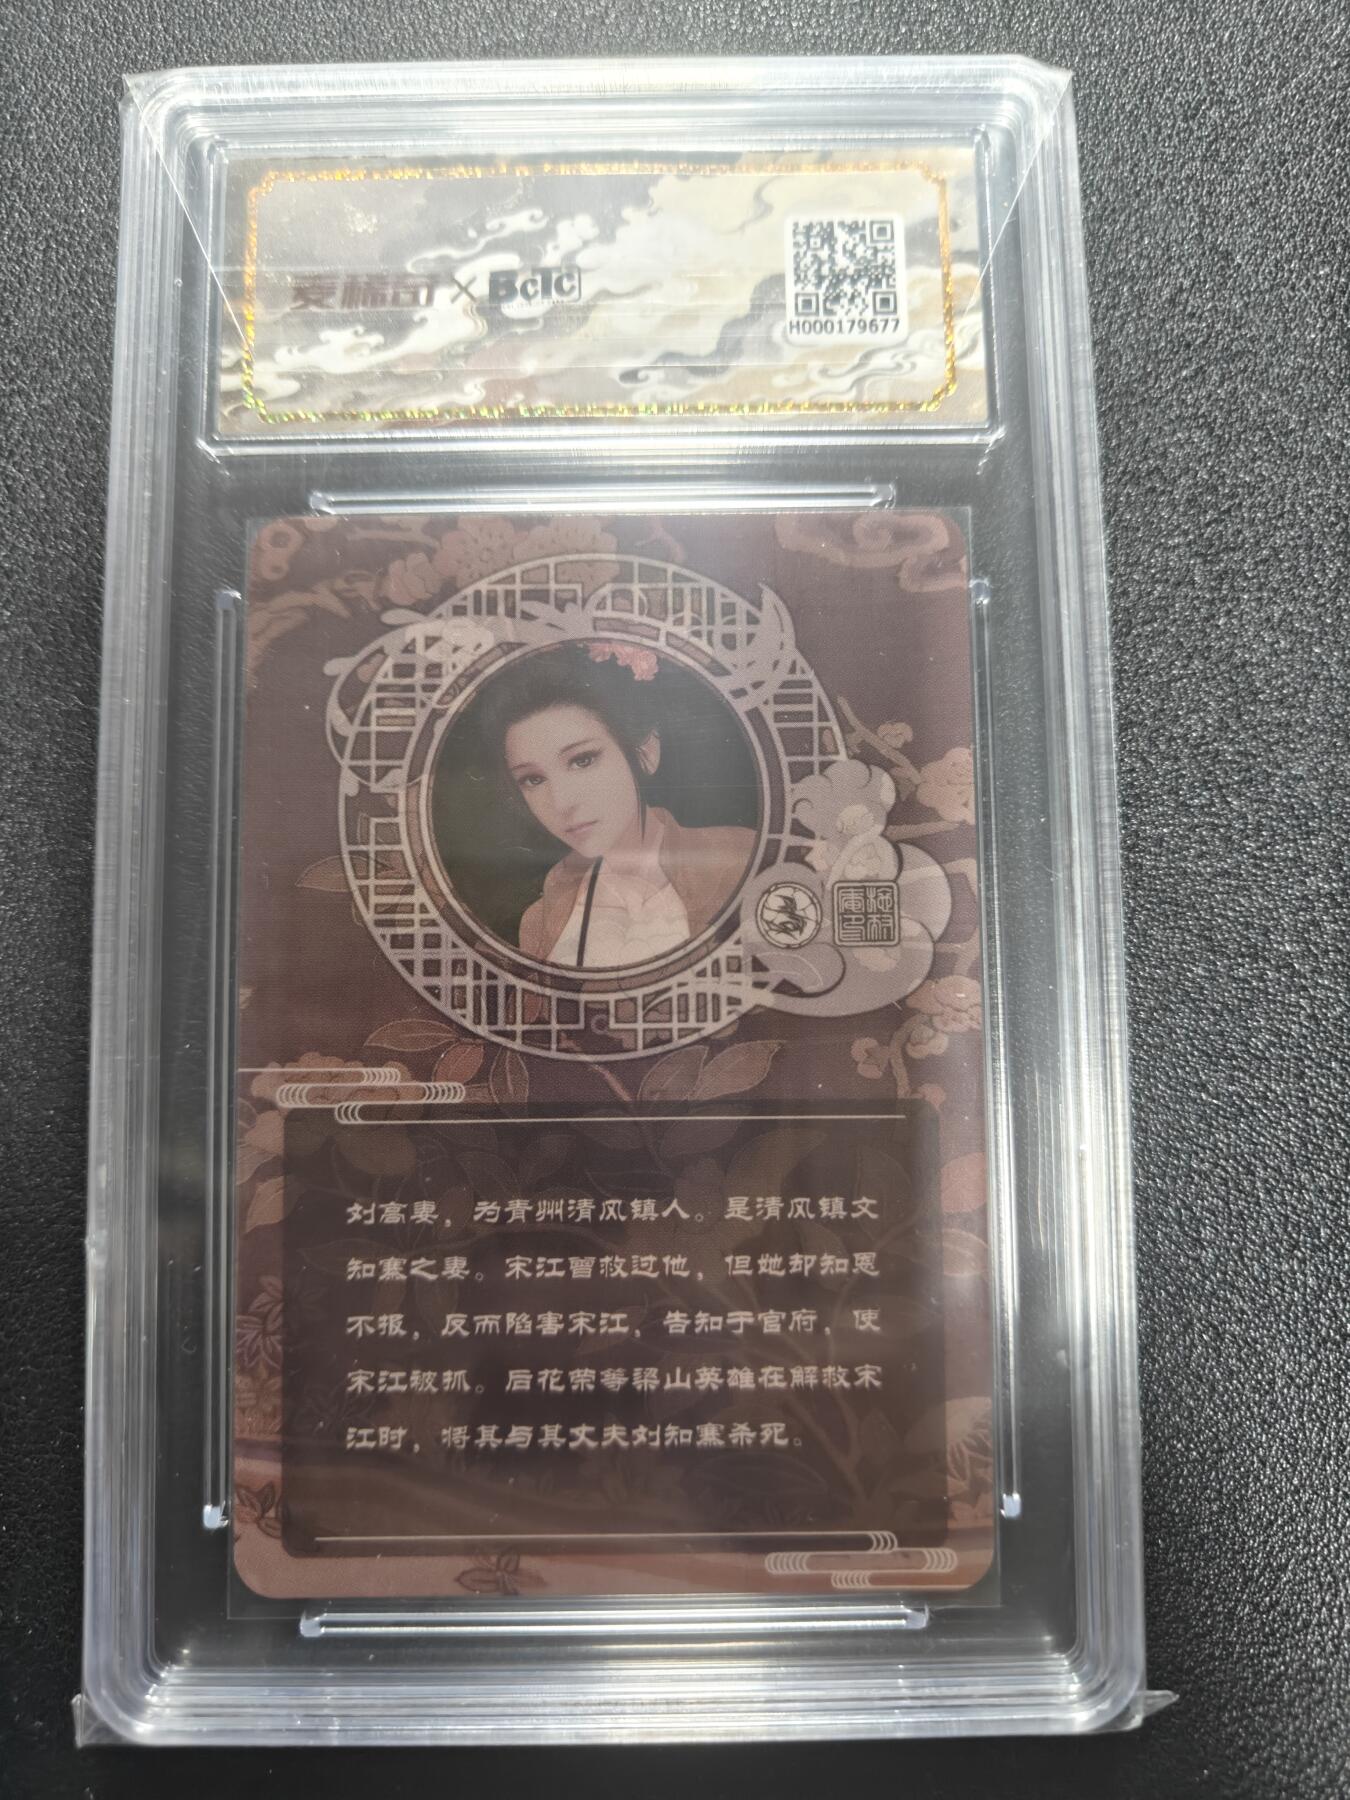 麦稀奇×BCTC
H000179677
刘高妻，为青州清风镇人。是清风镇文
知寨之妻。宋江曾救过他，但她却知恩
不报，反而陷害宋江，告知于官府，使
宋江被抓。后花荣等梁山英雄在解救宋
江时，将其与其丈夫刘知寨杀死。